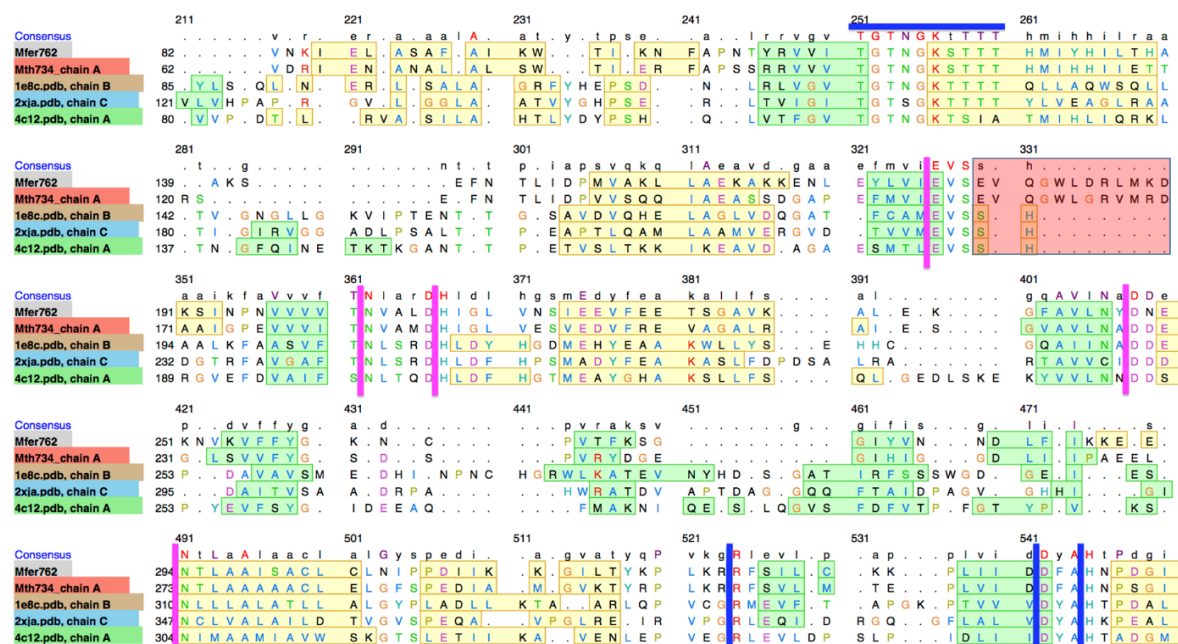 211 221 231 241 251 261
Consensus . . . . . . v . . e r . a . a a l A . . a t . y . t p s e . . . a . . . l . r r v g v T G T N G K t T T T h m i y h i l r a a
Mfer762 82 . . . . . V N K I E L . A S A F . A I K W . . . T I . K N F A P N T Y R V V I T G T N G K S T T T H M I Y H I L T H A
Mth734_chain A 62 . . . . . V D R I E N . A N A L . A L S W . . . T I . E R F A P S S R R V V V T G T N G K S T T T H M I H H I I E T T
1e8c.pdb, chain B 85 Y L S . Q L . N . . E R . L . S A L A . . G R F Y H E P S D . . N . . L . R L V G V T G T N G K T T T T Q L L A Q W S Q L L
2xja.pdb, chain C 121 V L V H P A P . R . . G V . L . G G L A . . A T V Y G H P S E . . R . . L . T V I G I T G T S G K T T T T Y L V E A G L R A A
4c12.pdb, chain A 80 . V V P . D T . L . . . R V A . S I L A . . H T L Y D Y P S H . . Q . . L . V T F G V T G T N G K T S I A T M I H L I Q R K L
281 291 301 311 321 331
Consensus . t . g . . . . . . . . . . . n t . t p . i a p s v q k q l A e a v d . g a a e f m v i E V S s . h . . . . . . . . .
Mfer762 139 . A K S . . . . . . . . . . . E F N T L I D P M V A K L L A E K A K K E N L E Y L V I E V S E V Q G W L D R L M K D
Mth734_chain A 120 R S . . . . . . . . . . . E F N T L I D P V V S Q Q I A E A S S D G A P E F M V I E V S E V Q G W L G R V M R D
1e8c.pdb, chain B 142 . T V . G N G L L G K V I P T E N T . T G . S A V D V Q H E L A G L V D Q G A T F C A M E V S S . H . . . . . . . . .
2xja.pdb, chain C 180 . T I . G I R V G G A D L P S A L T . T P . E A P T L Q A M L A A M V E R G V D . T V V M E V S S . H . . . . . . . . .
4c12.pdb, chain A 137 . T N . G F Q I N E T K T K G A N T . T P . E T V S L T K K I K E A V D . A G A E S M T L E V S S . H . . . . . . . . .
351 361 371 381 391 401
Consensus a a i k f a V v v f T N l a r D H l d l h g s m E d y f e a k a l l f s . . . . . a l . . . . . . . g q A V l N a D D e
Mfer762 191 K S I N P N V V V V T N V A L D H I G L . V N S I E E V F E E T S G A V K . . . . A L . E . K . . . . G F A V L N Y D N E
Mth734_chain A 171 A A I G P E V V V I T N V A M D H I G L . V E S V E E T F R E V A G A L R . . . . A I . E . S . . . . G V A V L N A D D E
1e8c.pdb, chain B 194 A A L K F A A S V F T N L S R D H L D Y H G D M E H Y E A A K W L L Y S . . . E H H C . . . . . . . G Q A I I N A D D E
2xja.pdb, chain C 232 D G T R F A V G A F T N L S R D H L D F H P S M A D Y F E A K A S L F D P D S A L R A . . . . . . . R T A V V C I D D D
4c12.pdb, chain A 189 R G V E F D V A I F S N L T Q D H L D F H G T M E A Y G H A K S L L F S . . . . . Q L . G E D L S K E K Y V V L N N D D S
421 431 441 451 461 471
Consensus p . . d v f f y g . a . d . . . . . . . . . p v r a k s v . . . . . . . . . g . g f i s . . . . g . . i . . . . . .
Mfer762 251 K N V K V F F Y G . S . N . . C . . . . . . . P V T F K S G . . . . . . . . . . G I Y V N . . . N D . L F . I K K E . E .
Mth734_chain A 231 . G L S V V F Y G . S . D . . S . . . . . . . P V R Y D G E . . . . . . . . . . G I H I G . . . G D . L I . I P A E E L .
1e8c.pdb, chain B 253 . P . D A V A V S M E . D H I . N P N C H G R W L K A T E V N Y H D . S . G A T I R F S S S W G D . G E . I . . . E S .
2xja.pdb, chain C 295 . . . D A I T V S A A . D R P A . . . . . H W R A T D V A P T D A G . G Q Q F T A I D P A G V . G H H I . . . . G I
4c12.pdb, chain A 253 P . Y E V F S Y G . I D E E A Q . . . . . . F M A K N I . Q E . S . L Q G V S F D F V T P . F G T Y P . V . . K S .
491 501 511 521 531 541
Consensus N t L a A l a a c l a l G y s p e d i . . a . g v a t y q P v k g R l e v l . p . . a p . . p . l v i d D y A H t P d g i
Mfer762 294 N T L A A I S A C L C L N I P P D I I K . K . G I L T Y K P L K R R F S I L . C . . K K . . . P L I I D D F A H N P D G I
Mth734_chain A 273 N T L A A L A A C L E L G F S P E D I A . M . G V K T Y R P L K R R F S V L . M . . T E . . . P L I I D D F A H N P S G I
1e8c.pdb, chain B 310 N L L L A L A T L L A L G Y P L A D L L K T A . . A R L Q P V C G R M E V F . T . A P G K . P T V V V D Y A H T P D A L
2xja.pdb, chain C 347 N C L V A L A I L D T V G V S P E Q A . . . V P G L R E . I R V P G R L E Q I . D . R G Q . G F L A L V D Y A H K P E A L
4c12.pdb, chain A 304 N I M A A M I A V W S K G T S L E T I I . K A . . V E N L E P V E G R L E V L D P . S L P . . . D L I I D Y A H T P D A L